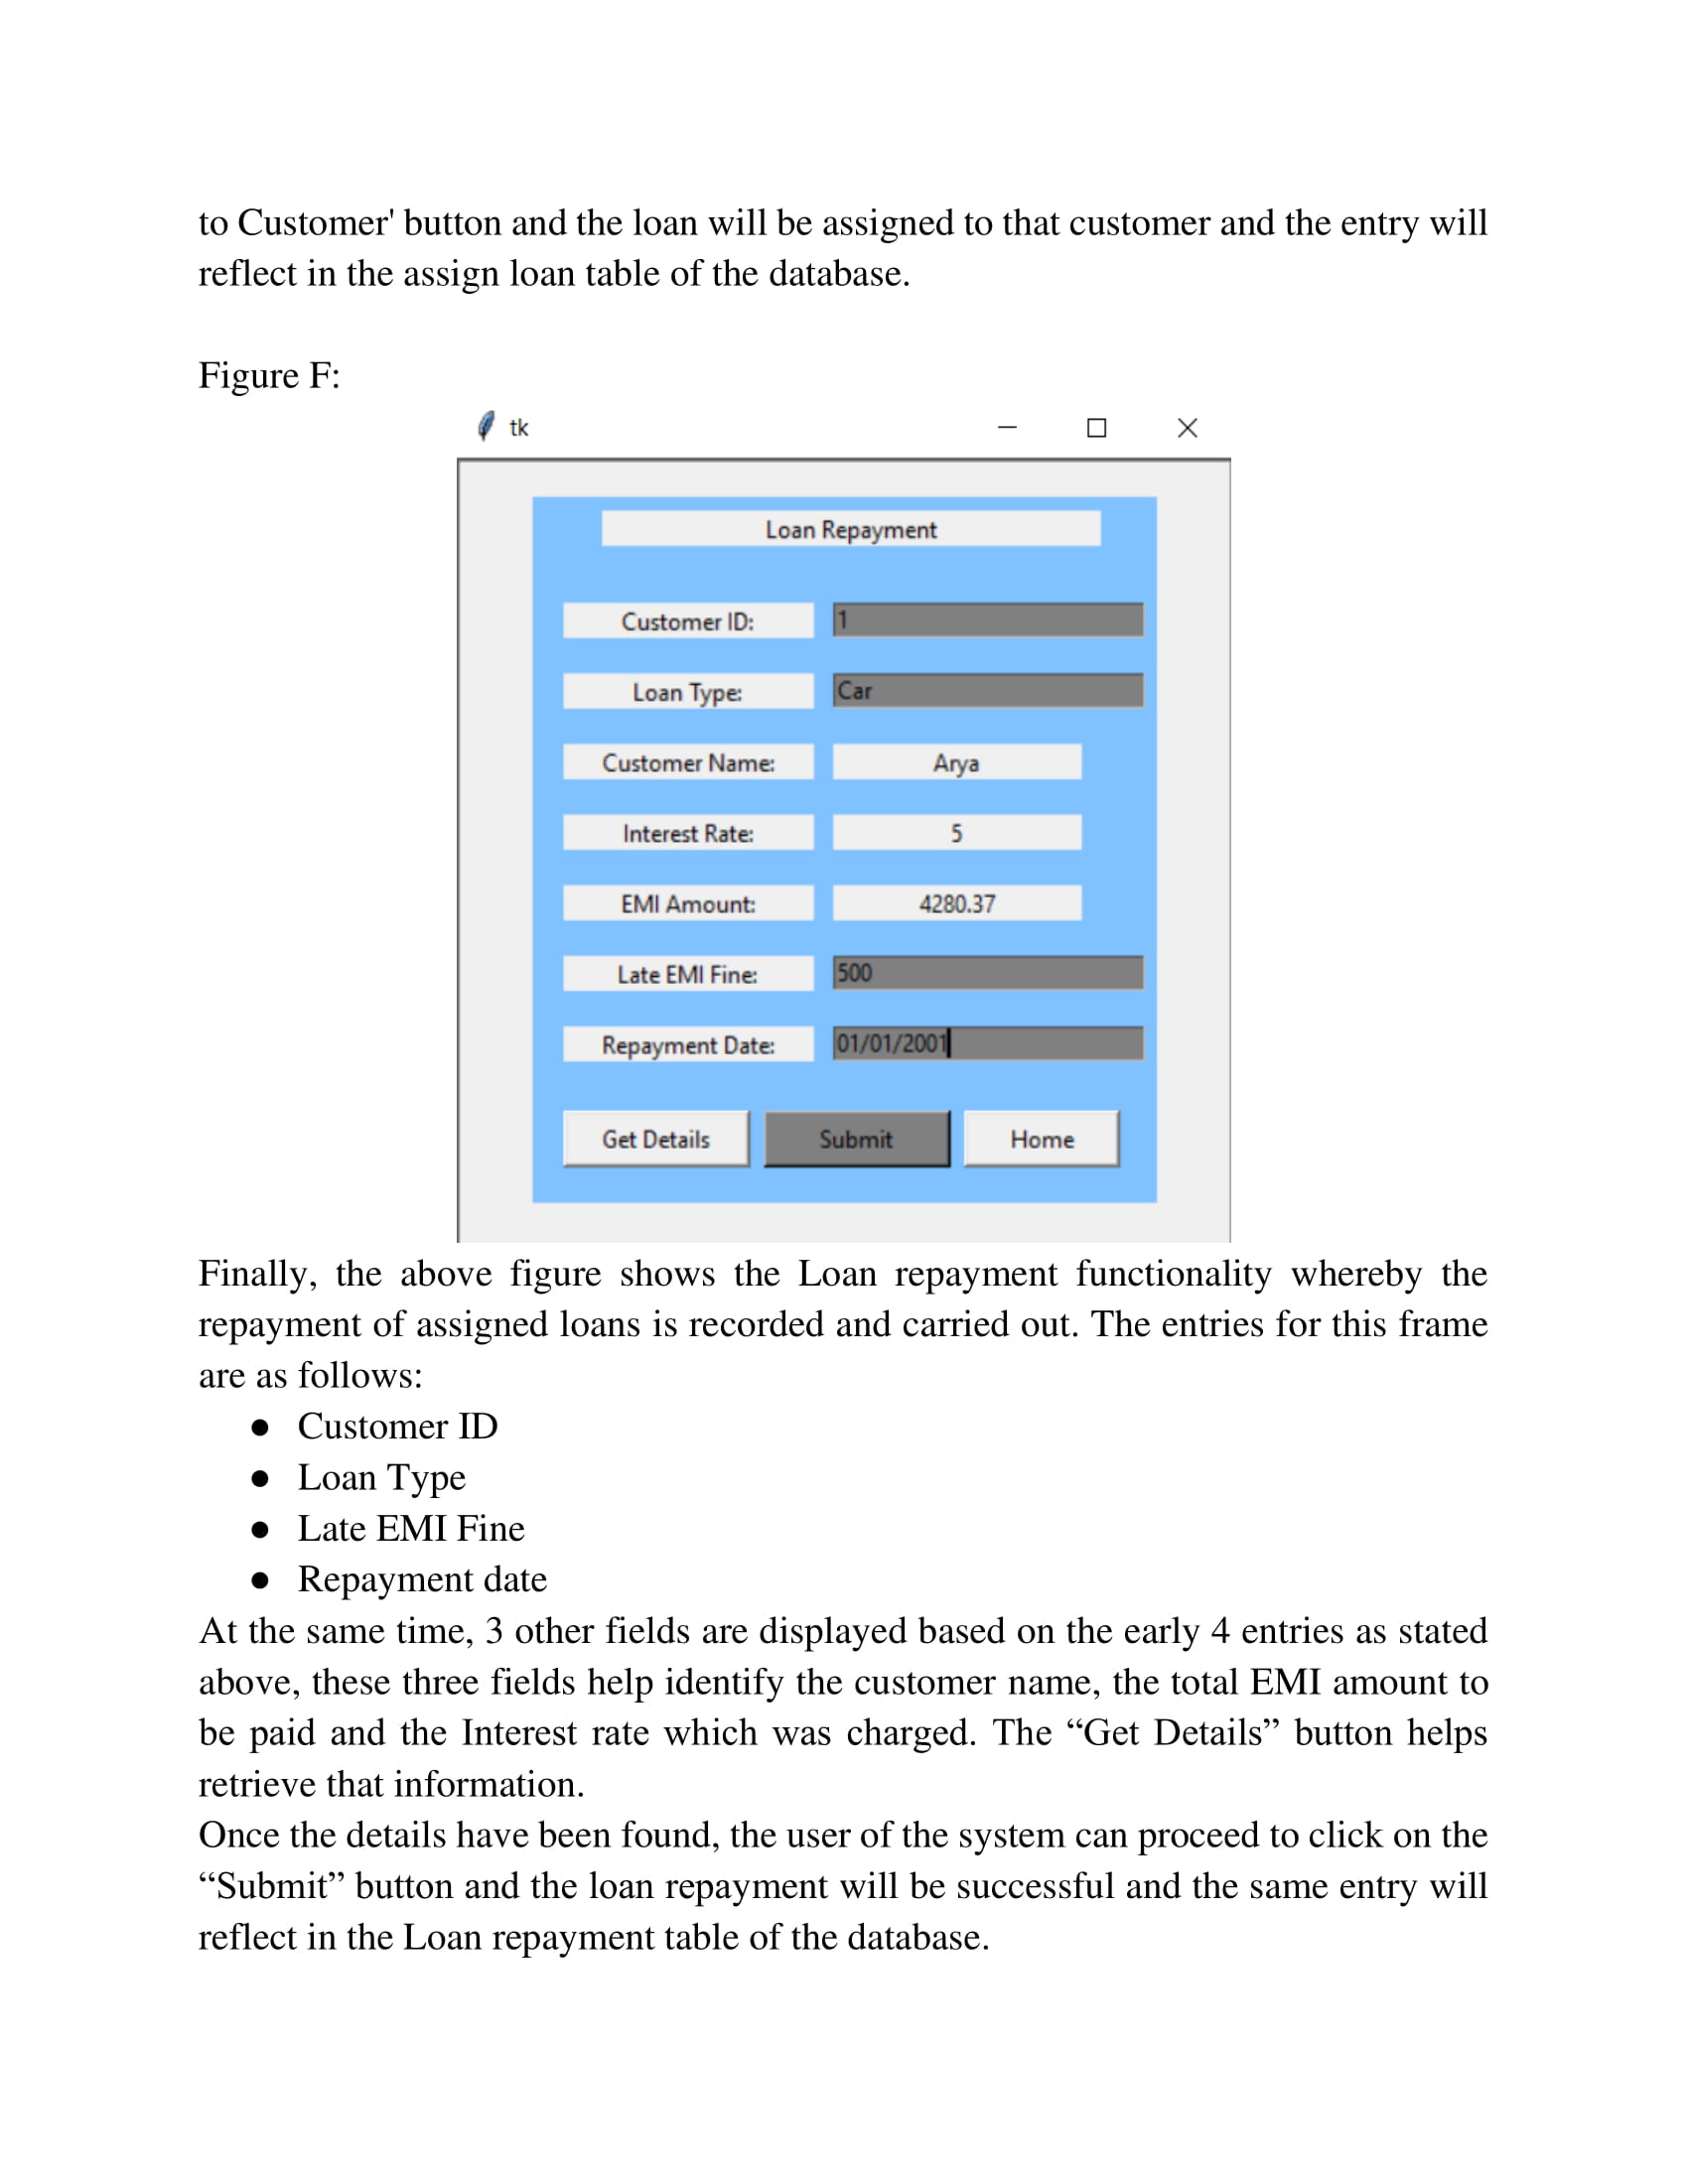 to Customer' button and the loan will be assigned to that customer and the entry will
reflect in the assign loan table of the database.
Figure F:
tk
Loan Repayment
Customer ID: 1
Loan Type: Car
Customer Name: Arya
Interest Rate: 5
EMI Amount: 4280.37
Late EMI Fine: 500
Repayment Date: 01/01/2001
Get Details Submit Home
Finally, the above figure shows the Loan repayment functionality whereby the
repayment of assigned loans is recorded and carried out. The entries for this frame
are as follows:
● Customer ID
● Loan Type
● Late EMI Fine
● Repayment date
At the same time, 3 other fields are displayed based on the early 4 entries as stated
above, these three fields help identify the customer name, the total EMI amount to
be paid and the Interest rate which was charged. The “Get Details” button helps
retrieve that information.
Once the details have been found, the user of the system can proceed to click on the
“Submit” button and the loan repayment will be successful and the same entry will
reflect in the Loan repayment table of the database.